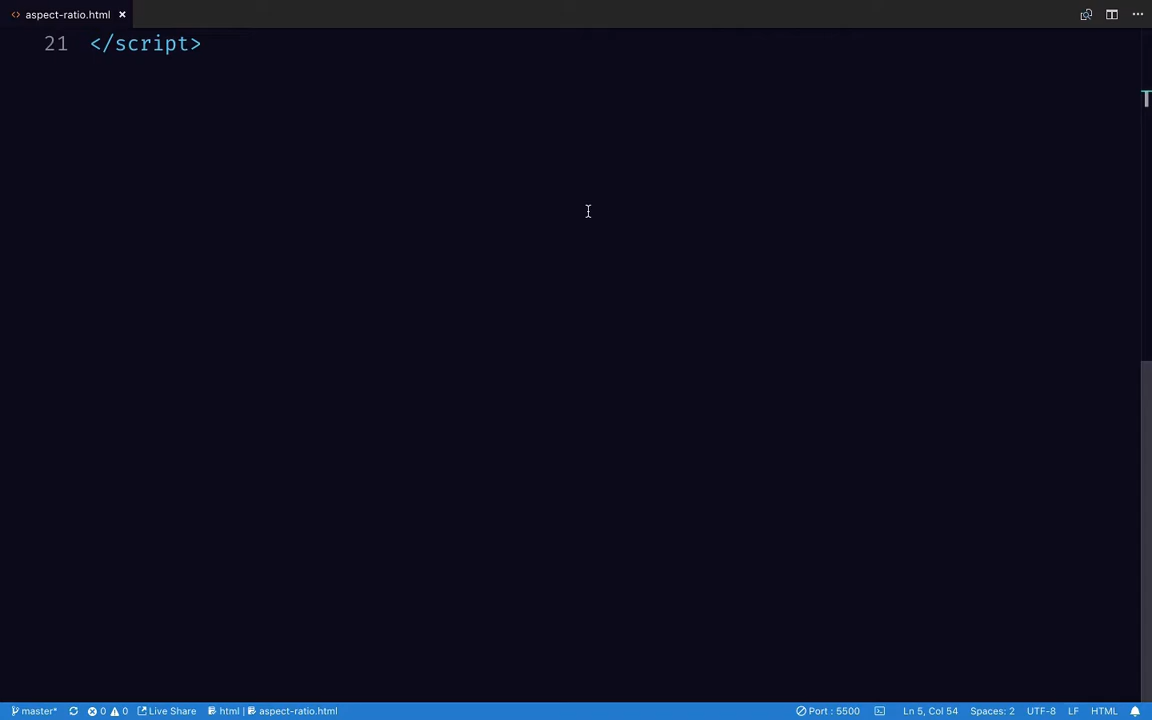 aspect-ratio.html
21 </script>
master* 0 0 Live Share html | aspect-ratio.html Port : 5500 Ln 5, Col 54 Spaces: 2 UTF-8 LF HTML